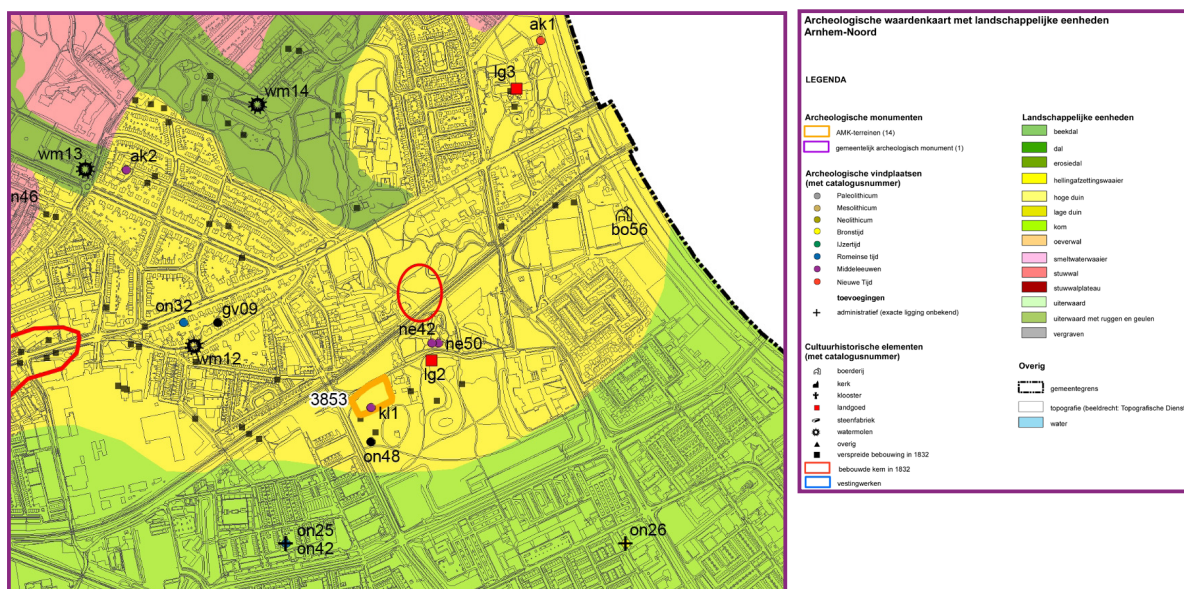 ak1
lg3
wm14
wm13
ak2
n46
bo56
on32
gv09
ne42
ne50
wm12
lg2
3853
kl1
on48
on25
on42
on26
Archeologische waardenkaart met landschappelijke eenheden
Arnhem-Noord
LEGENDA
Archeologische monumenten
AMK-terreinen (14)
gemeentelijk archeologisch monument (1)
Archeologische vindplaatsen
(met catalogusnummer)
Paleolithicum
Mesolithicum
Neolithicum
Bronstijd
IJzertijd
Romeinse tijd
Middeleeuwen
Nieuwe Tijd
toevoegingen
administratief (exacte ligging onbekend)
Cultuurhistorische elementen
(met catalogusnummer)
boerderij
kerk
klooster
landgoed
steenfabriek
watermolen
overig
verspreide bebouwing in 1832
bebouwde kern in 1832
vestingwerken
Landschappelijke eenheden
beekdal
dal
erosiedal
hellingafzettingswaaier
hoge duin
lage duin
kom
oeverwal
smeltwaterwaaier
stuwwal
stuwwalplateau
uiterwaard
uiterwaard met ruggen en geulen
vergraven
Overig
gemeentegrens
topografie (beeldrecht: Topografische Dienst
water